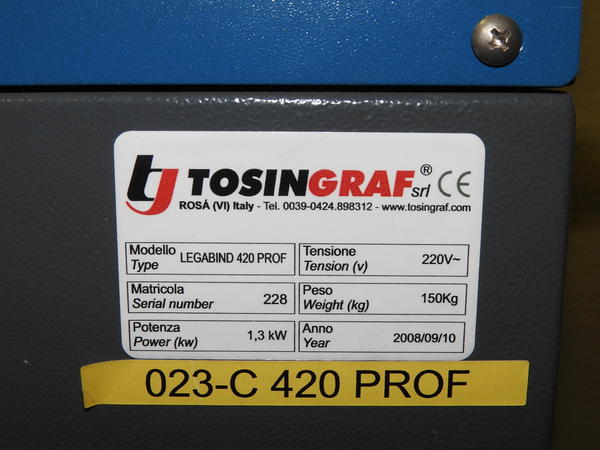 tg TOSINGRAF® srl CE
ROSÁ (VI) Italy - Tel. 0039-0424.898312 - www.tosingraf.com
Modello Type LEGABIND 420 PROF
Tensione Tension (v) 220V~
Matricola Serial number 228
Peso Weight (kg) 150Kg
Potenza Power (kw) 1,3 kW
Anno Year 2008/09/10
023-C 420 PROF